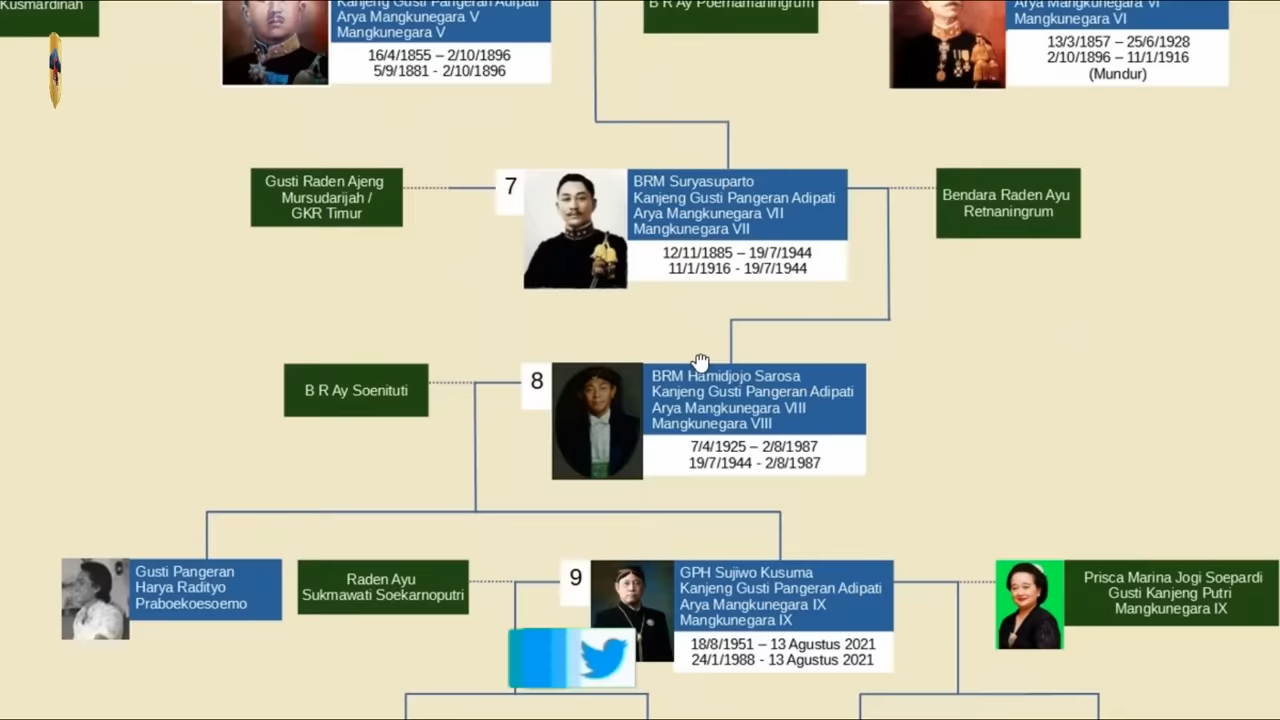 Kusmardinah
Kanjeng Gusti Pangeran Adipati
Arya Mangkunegara V
Mangkunegara V
16/4/1855 – 2/10/1896
5/9/1881 - 2/10/1896
B R Ay Poernamaningrum
Arya Mangkunegara VI
Mangkunegara VI
13/3/1857 – 25/6/1928
2/10/1896 – 11/1/1916
(Mundur)
Gusti Raden Ajeng
Mursudarijah /
GKR Timur
7
BRM Suryasuparto
Kanjeng Gusti Pangeran Adipati
Arya Mangkunegara VII
Mangkunegara VII
12/11/1885 – 19/7/1944
11/1/1916 - 19/7/1944
Bendara Raden Ayu
Retnaningrum
B R Ay Soenituti
8
BRM Hamidjojo Sarosa
Kanjeng Gusti Pangeran Adipati
Arya Mangkunegara VIII
Mangkunegara VIII
7/4/1925 – 2/8/1987
19/7/1944 - 2/8/1987
Gusti Pangeran
Harya Radityo
Praboekoesoemo
Raden Ayu
Sukmawati Soekarnoputri
9
GPH Sujiwo Kusuma
Kanjeng Gusti Pangeran Adipati
Arya Mangkunegara IX
Mangkunegara IX
18/8/1951 – 13 Agustus 2021
24/1/1988 - 13 Agustus 2021
Prisca Marina Jogi Soepardi
Gusti Kanjeng Putri
Mangkunegara IX